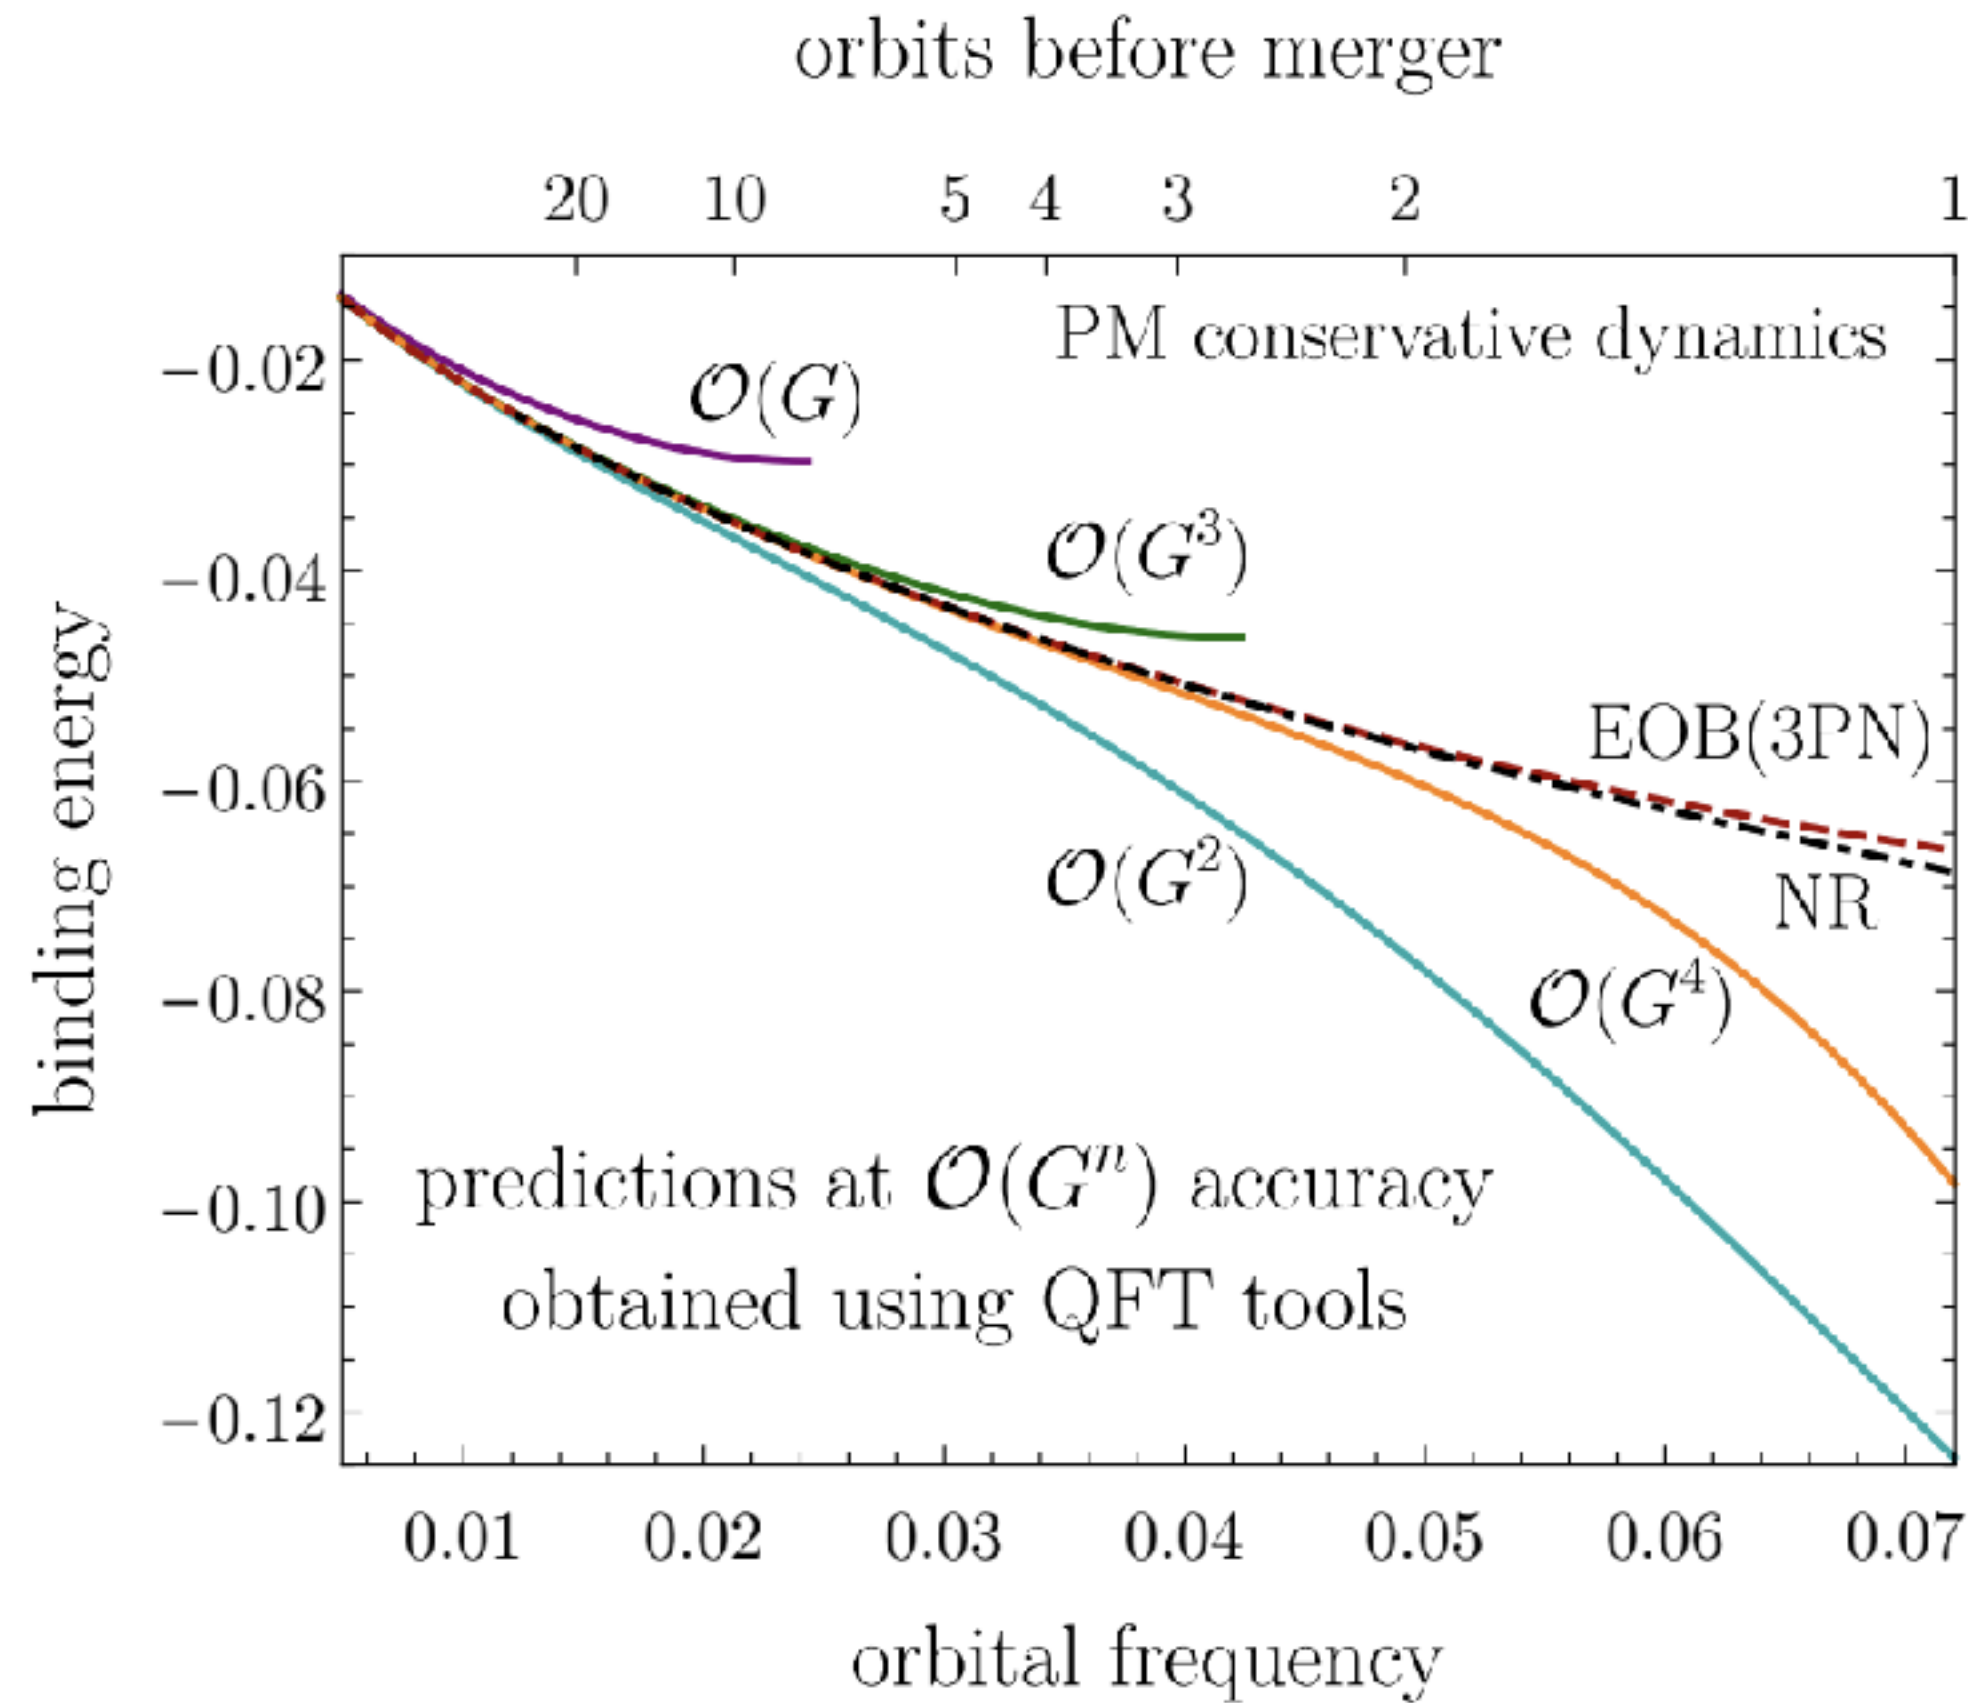 orbits before merger
20 10 5 4 3 2 1
PM conservative dynamics
−0.02
−0.04
−0.06
−0.08
−0.10
−0.12
binding energy
𝒪(G)
𝒪(G³)
EOB(3PN)
𝒪(G²)
NR
𝒪(G⁴)
predictions at 𝒪(Gⁿ) accuracy
obtained using QFT tools
0.01 0.02 0.03 0.04 0.05 0.06 0.07
orbital frequency